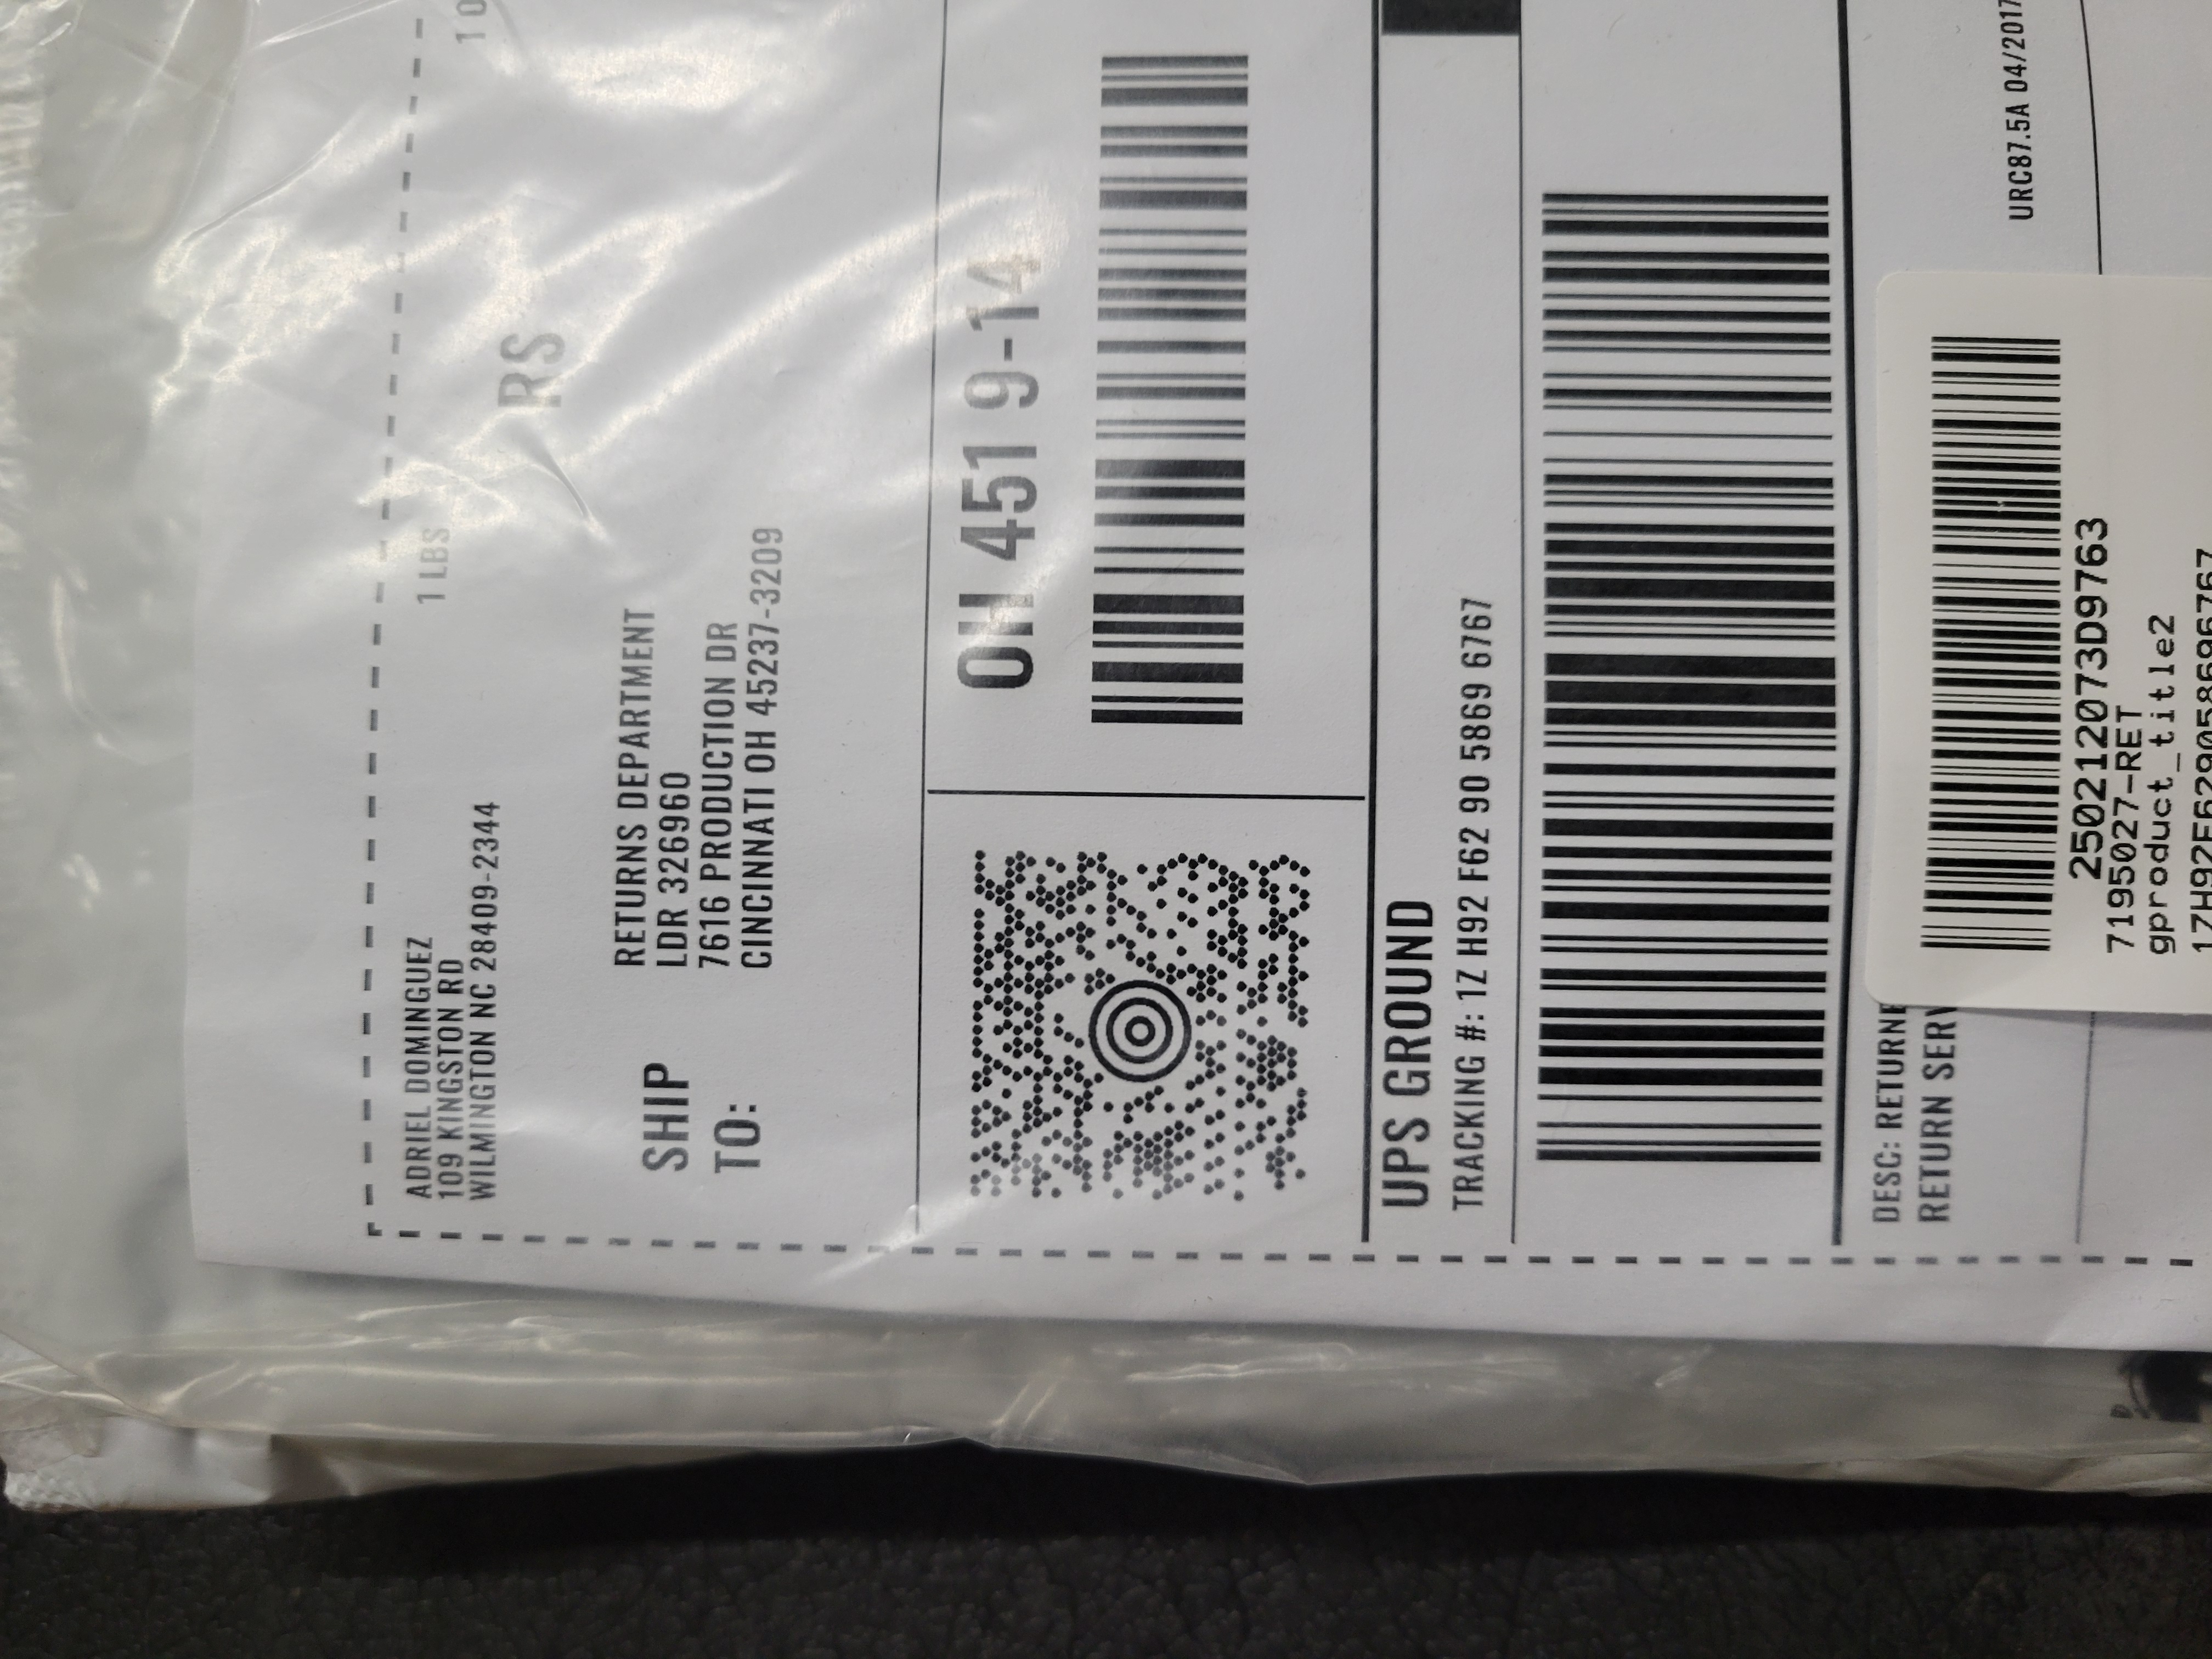 ADRIEL DOMINGUEZ
109 KINGSTON RD
WILMINGTON NC 28409-2344
1 LBS
RS
SHIP
TO:
RETURNS DEPARTMENT
LDR 326960
7616 PRODUCTION DR
CINCINNATI OH 45237-3209
OH 451 9-14
UPS GROUND
TRACKING #: 1Z H92 F62 90 5869 6767
DESC: RETURNE
RETURN SERV
URC87.5A 04/2017
250212073D9763
7195027-RET
gproduct_title2
1ZH92F629058696767